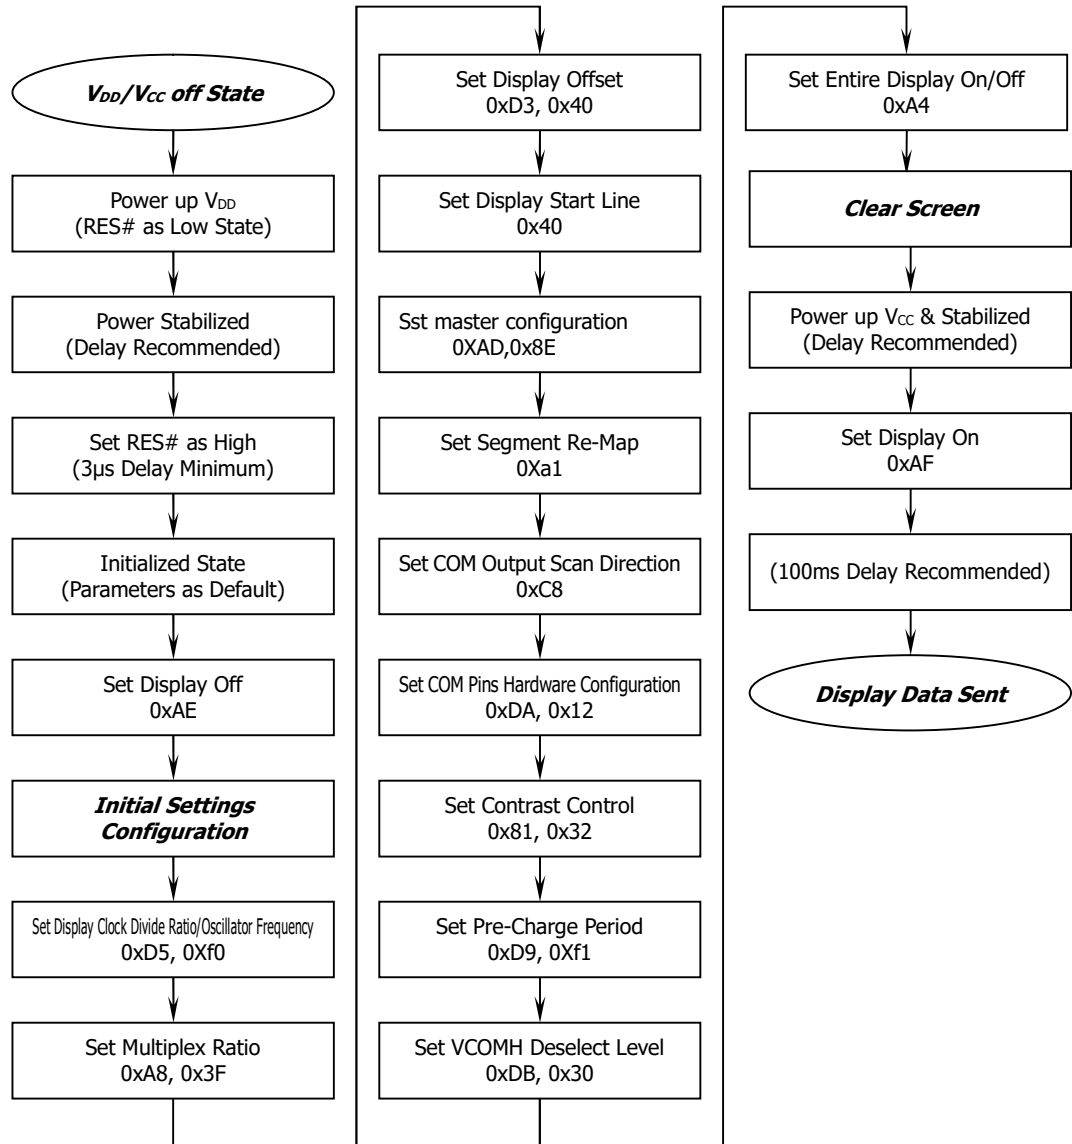 V_DD/V_CC off State
Power up V_DD
(RES# as Low State)
Power Stabilized
(Delay Recommended)
Set RES# as High
(3μs Delay Minimum)
Initialized State
(Parameters as Default)
Set Display Off
0xAE
Initial Settings
Configuration
Set Display Clock Divide Ratio/Oscillator Frequency
0xD5, 0Xf0
Set Multiplex Ratio
0xA8, 0x3F
Set Display Offset
0xD3, 0x40
Set Display Start Line
0x40
Sst master configuration
0XAD,0x8E
Set Segment Re-Map
0Xa1
Set COM Output Scan Direction
0xC8
Set COM Pins Hardware Configuration
0xDA, 0x12
Set Contrast Control
0x81, 0x32
Set Pre-Charge Period
0xD9, 0Xf1
Set VCOMH Deselect Level
0xDB, 0x30
Set Entire Display On/Off
0xA4
Clear Screen
Power up V_CC & Stabilized
(Delay Recommended)
Set Display On
0xAF
(100ms Delay Recommended)
Display Data Sent